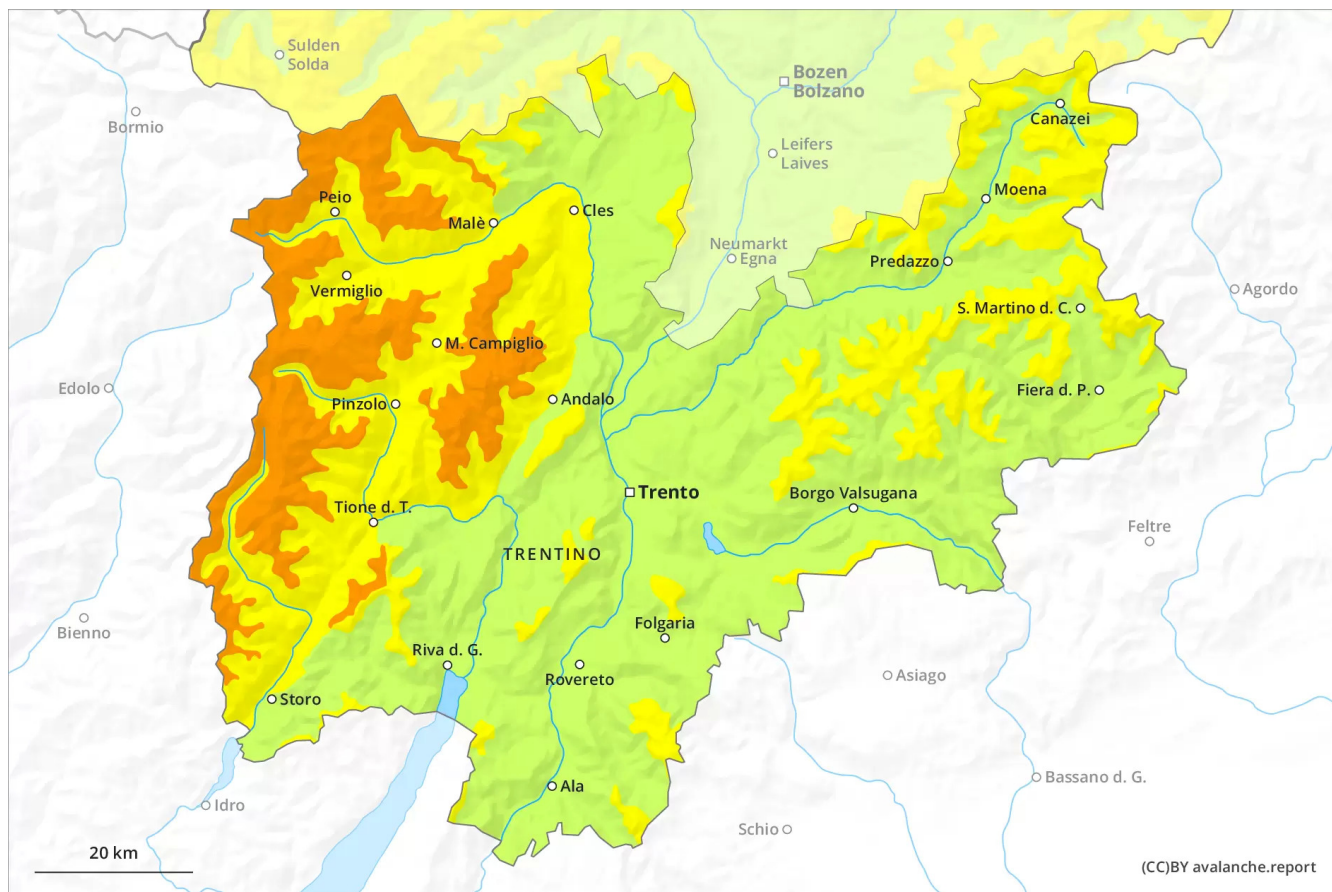 Sulden
Solda
Bozen
Bolzano
Bormio
Canazei
Leifers
Laives
Peio
Moena
Malè
Cles
Neumarkt
Egna
Predazzo
Vermiglio
Agordo
S. Martino d. C.
M. Campiglio
Edolo
Fiera d. P.
Pinzolo
Andalo
Trento
Borgo Valsugana
Tione d. T.
Feltre
TRENTINO
Bienno
Folgaria
Riva d. G.
Rovereto
Asiago
Storo
Bassano d. G.
Ala
Idro
Schio
20 km
(CC)BY avalanche.report